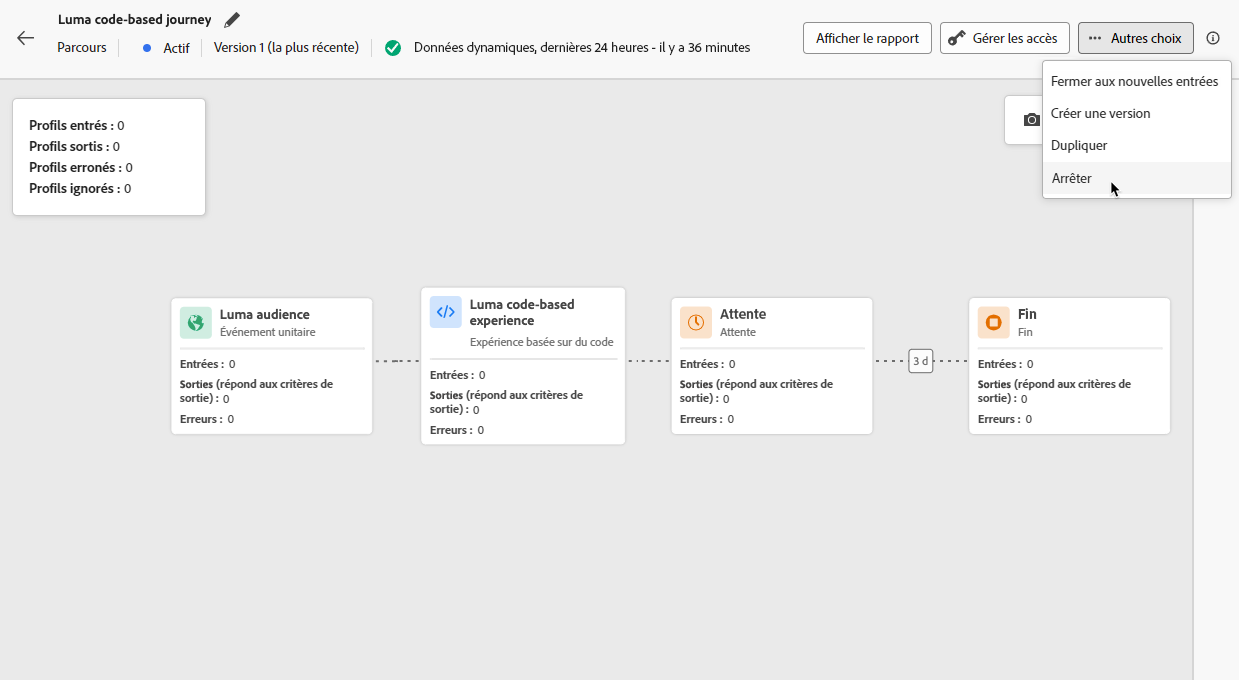 Luma code-based journey
Parcours
Actif
Version 1 (la plus récente)
Données dynamiques, dernières 24 heures - il y a 36 minutes
Afficher le rapport
Gérer les accès
Autres choix
Fermer aux nouvelles entrées
Créer une version
Dupliquer
Arrêter
Profils entrés : 0
Profils sortis : 0
Profils erronés : 0
Profils ignorés : 0
Luma audience
Événement unitaire
Entrées : 0
Sorties (répond aux critères de
sortie) : 0
Erreurs : 0
Luma code-based
experience
Expérience basée sur du code
Entrées : 0
Sorties (répond aux critères de
sortie) : 0
Erreurs : 0
Attente
Attente
Entrées : 0
Sorties (répond aux critères de
sortie) : 0
Erreurs : 0
3 d
Fin
Fin
Entrées : 0
Sorties (répond aux critères de
sortie) : 0
Erreurs : 0